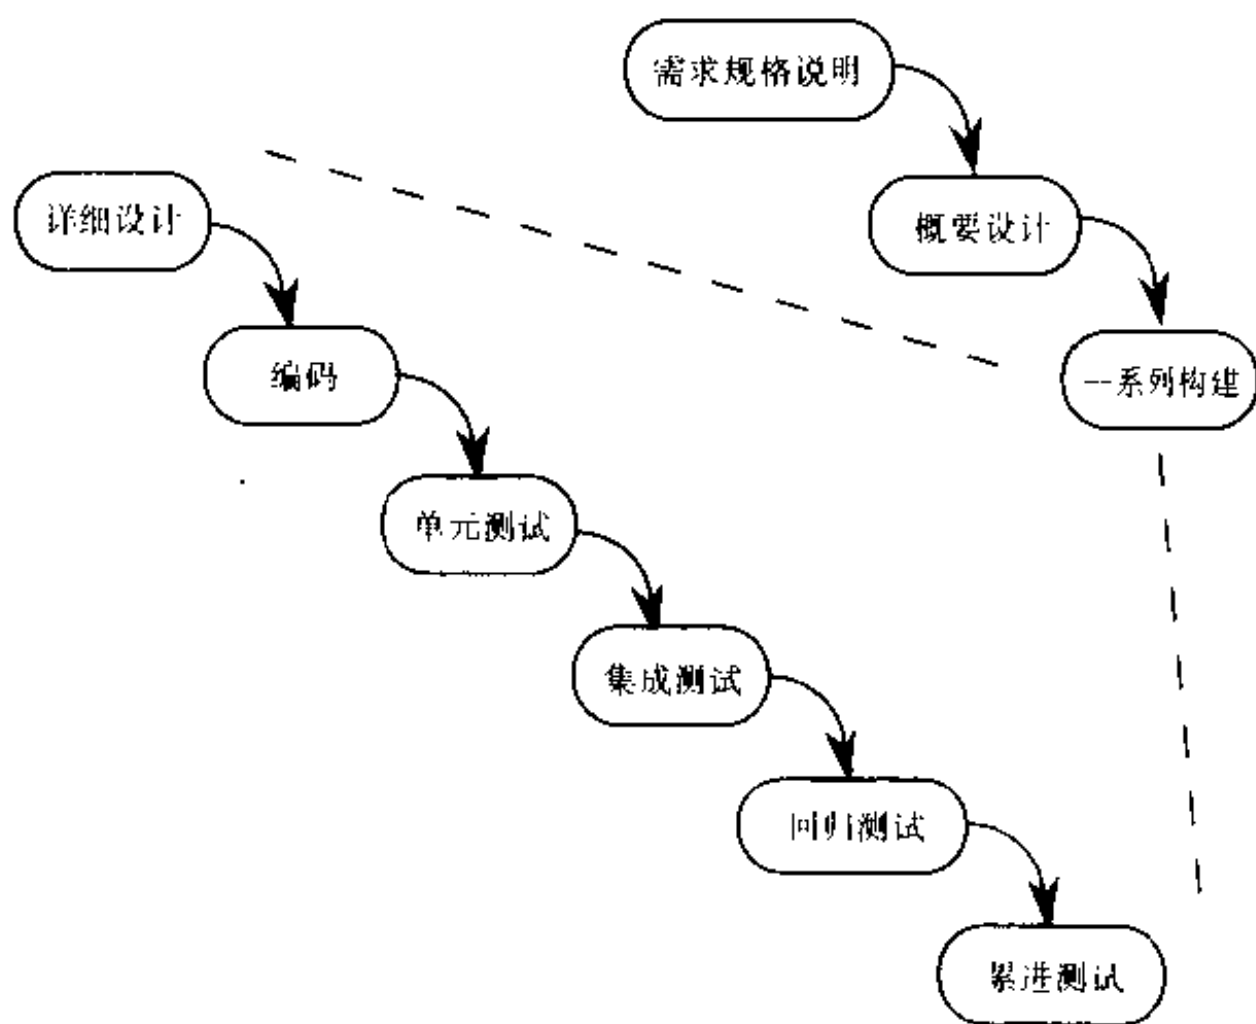 需求规格说明
详细设计
概要设计
编码
一系列构建
单元测试
集成测试
回归测试
累进测试